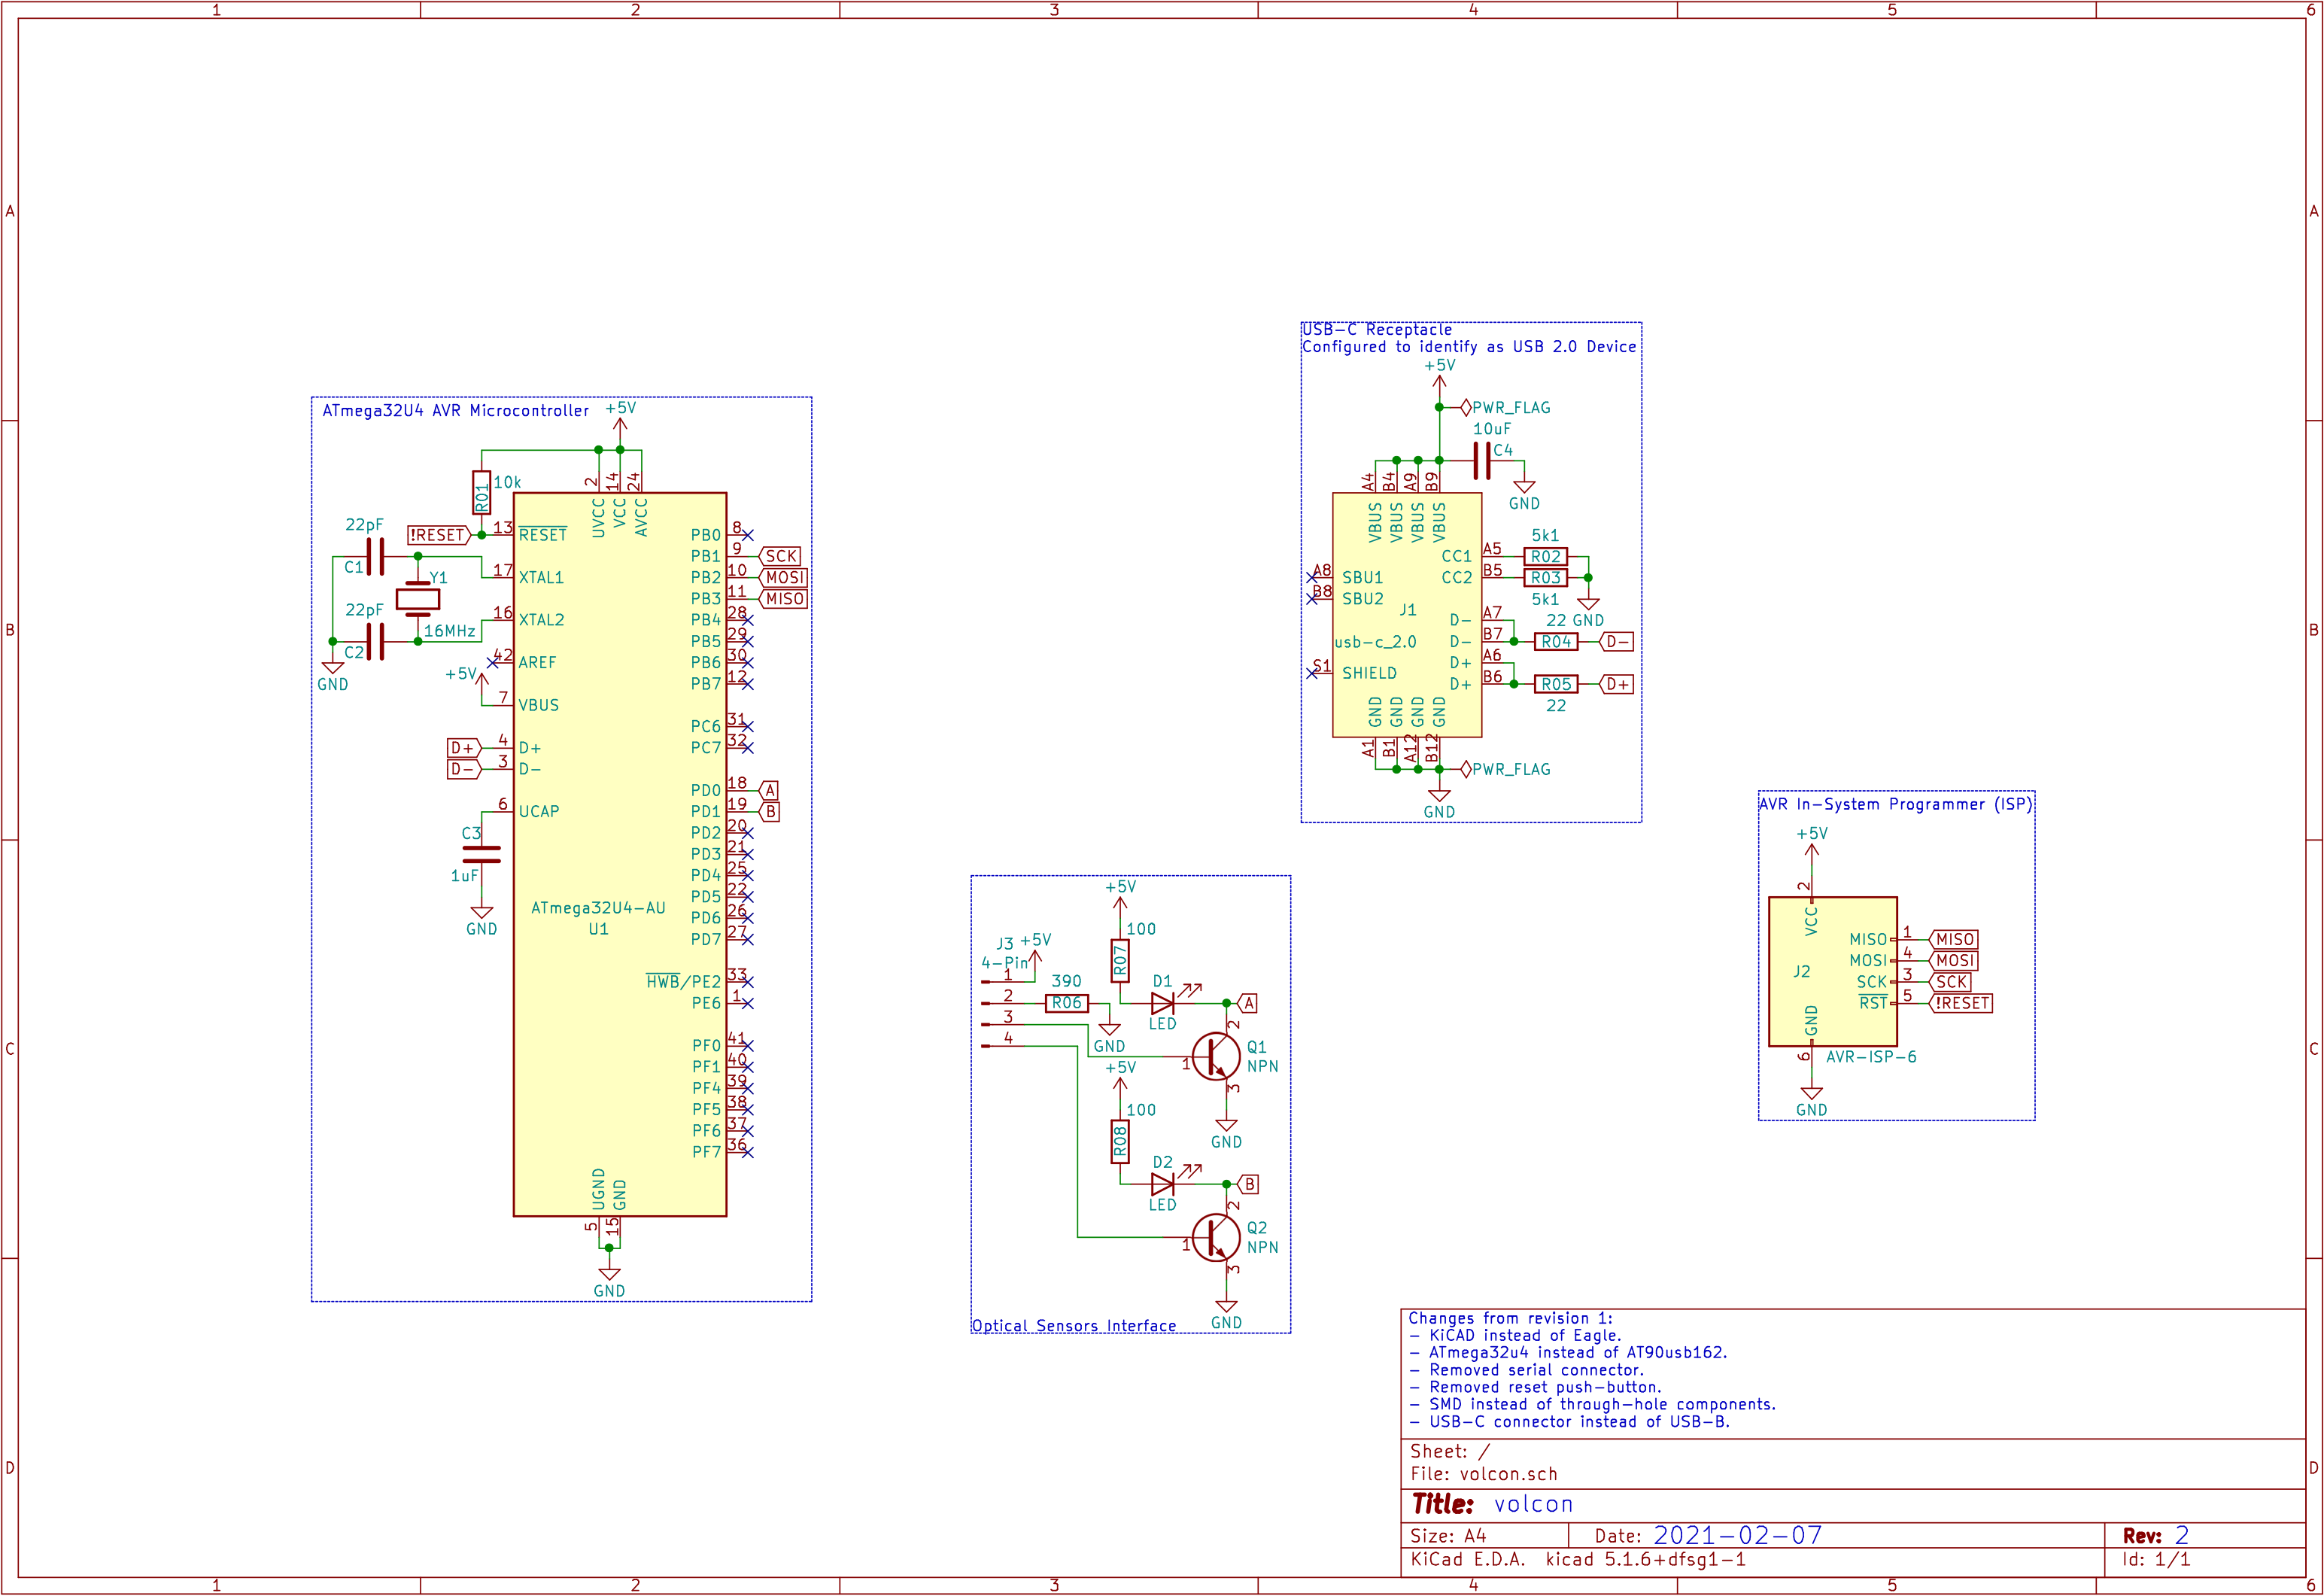 1 2 3 4 5 6
A
B
C
D
A
B
C
D
1 2 3 4 5 6
ATmega32U4 AVR Microcontroller
+5V
R01
10k
!RESET
22pF
C1
Y1
22pF
16MHz
C2
GND
+5V
D+
D-
C3
1uF
GND
2 UVCC
14 VCC
24 AVCC
13 RESET
17 XTAL1
16 XTAL2
42 AREF
7 VBUS
4 D+
3 D-
6 UCAP
ATmega32U4-AU
U1
PB0 8
PB1 9 SCK
PB2 10 MOSI
PB3 11 MISO
PB4 28
PB5 29
PB6 30
PB7 12
PC6 31
PC7 32
PD0 18 A
PD1 19 B
PD2 20
PD3 21
PD4 25
PD5 22
PD6 26
PD7 27
HWB/PE2 33
PE6 1
PF0 41
PF1 40
PF4 39
PF5 38
PF6 37
PF7 36
UGND 5
GND 15
GND
USB-C Receptacle
Configured to identify as USB 2.0 Device
+5V
PWR_FLAG
10uF
C4
GND
A4 VBUS
B4 VBUS
A9 VBUS
B9 VBUS
A8 SBU1
B8 SBU2
S1 SHIELD
J1
usb-c_2.0
5k1
CC1 A5 R02
CC2 B5 R03
5k1
GND
22
D- A7
D- B7 R04 D-
D+ A6
D+ B6 R05 D+
22
GND A1
GND B1
GND A12
GND B12
PWR_FLAG
GND
AVR In-System Programmer (ISP)
+5V
2 VCC
MISO 1 MISO
MOSI 4 MOSI
SCK 3 SCK
RST 5 !RESET
J2
GND 6
AVR-ISP-6
GND
+5V
100
R07
J3 +5V
4-Pin
1
2
3
4
390
R06
GND
D1
LED
A
2
Q1
NPN
1
3
GND
+5V
100
R08
D2
LED
B
2
Q2
NPN
1
3
GND
Optical Sensors Interface
Changes from revision 1:
- KiCAD instead of Eagle.
- ATmega32u4 instead of AT90usb162.
- Removed serial connector.
- Removed reset push-button.
- SMD instead of through-hole components.
- USB-C connector instead of USB-B.
Sheet: /
File: volcon.sch
Title: volcon
Size: A4 Date: 2021-02-07 Rev: 2
KiCad E.D.A. kicad 5.1.6+dfsg1-1 Id: 1/1